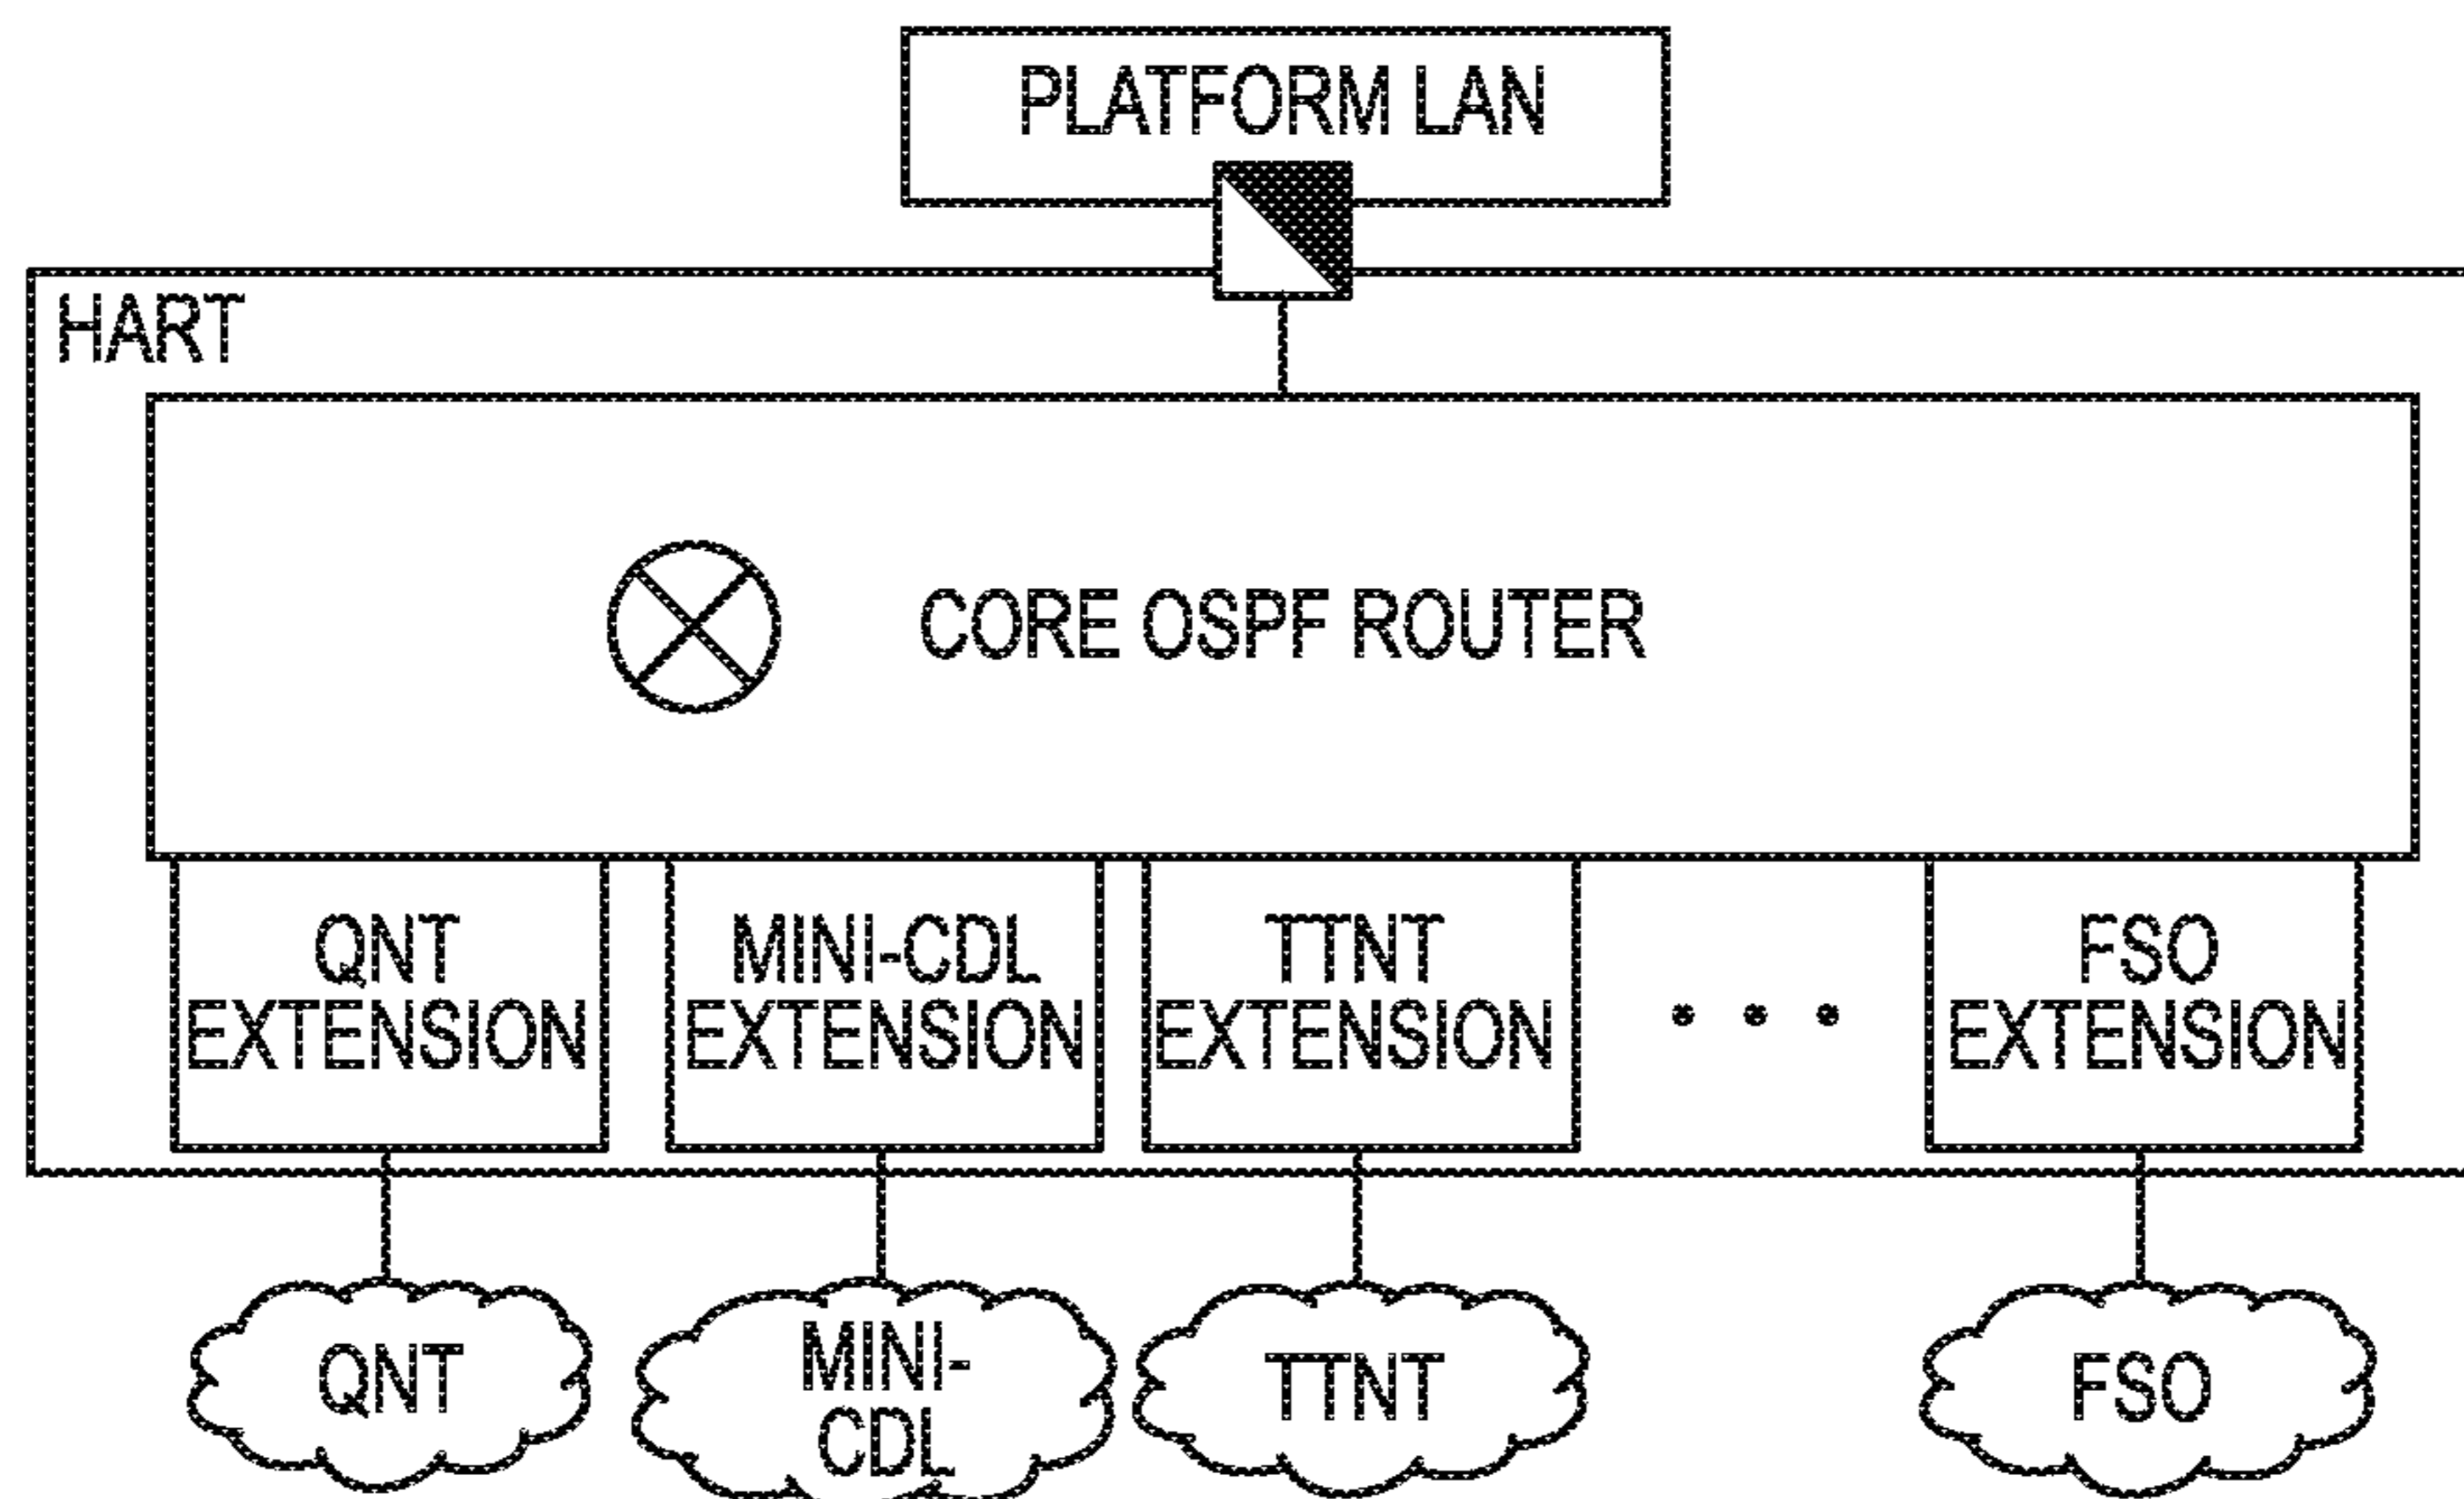 PLATFORM LAN
HART
CORE OSPF ROUTER
QNT
EXTENSION
MINI-CDL
EXTENSION
TTNT
EXTENSION
• • •
FSO
EXTENSION
QNT
MINI-
CDL
TTNT
FSO